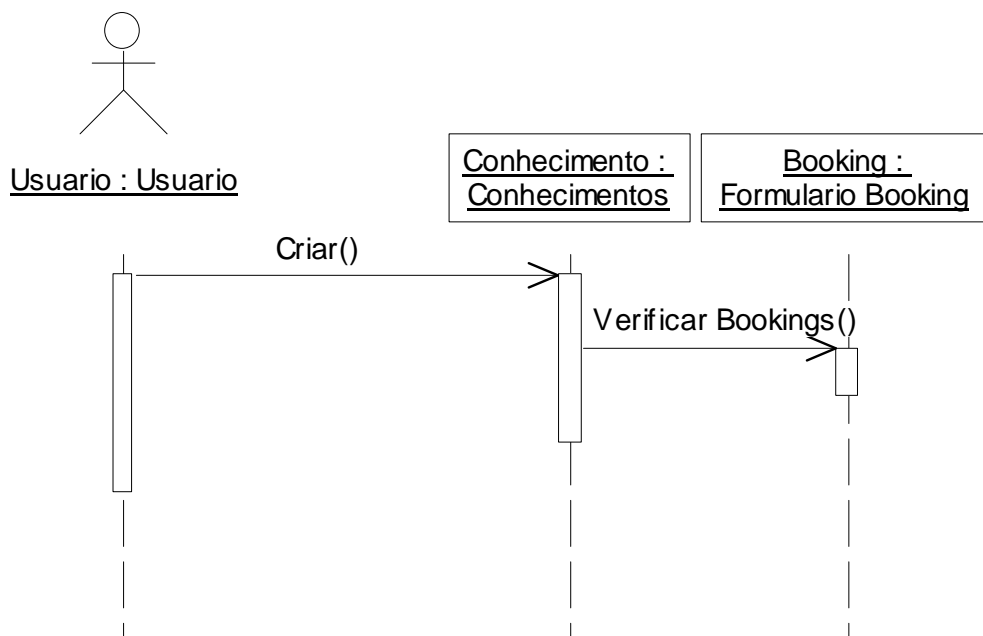 Usuario : Usuario
Conhecimento :
Conhecimentos
Booking :
Formulario Booking
Criar()
Verificar Bookings()